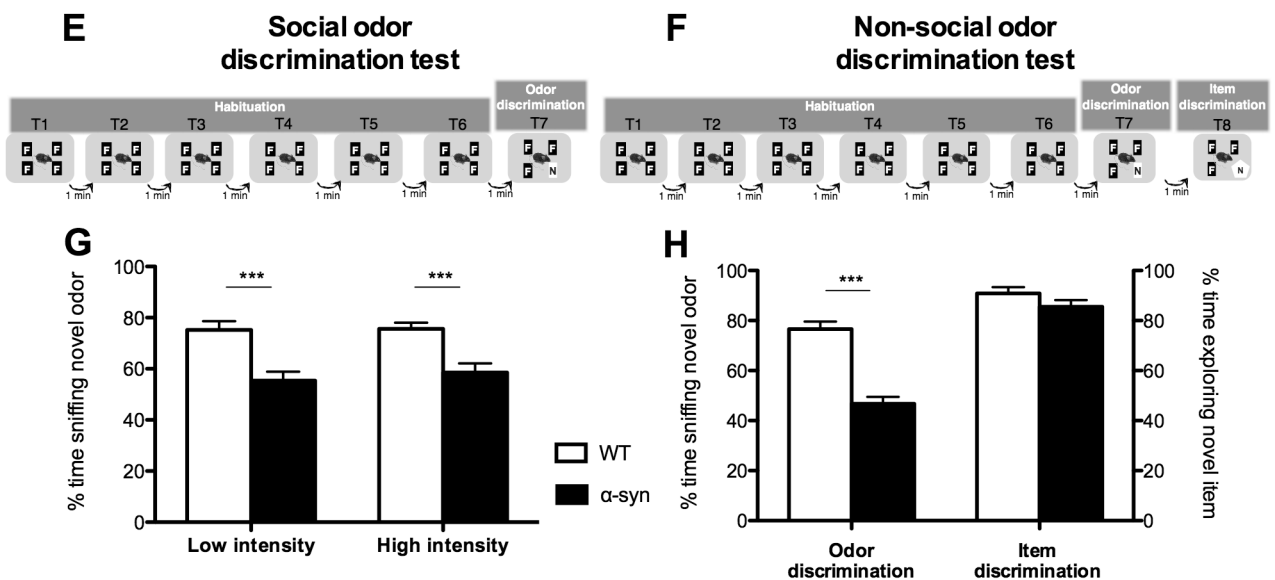 E
Social odor
discrimination test
Habituation
Odor
discrimination
T1 T2 T3 T4 T5 T6 T7
F F F F F F F F F F F F F F
F F F F F F F F F F F F F N
1 min 1 min 1 min 1 min 1 min 1 min
F
Non-social odor
discrimination test
Habituation
Odor
discrimination
Item
discrimination
T1 T2 T3 T4 T5 T6 T7 T8
F F F F F F F F F F F F F F F F
F F F F F F F F F F F F F N F N
1 min 1 min 1 min 1 min 1 min 1 min 1 min
G
% time sniffing novel odor
100
80
60
40
20
0
*** ***
Low intensity High intensity
WT
α-syn
H
% time sniffing novel odor
100
80
60
40
20
0
***
Odor
discrimination
Item
discrimination
100
80
60
40
20
0
% time exploring novel item